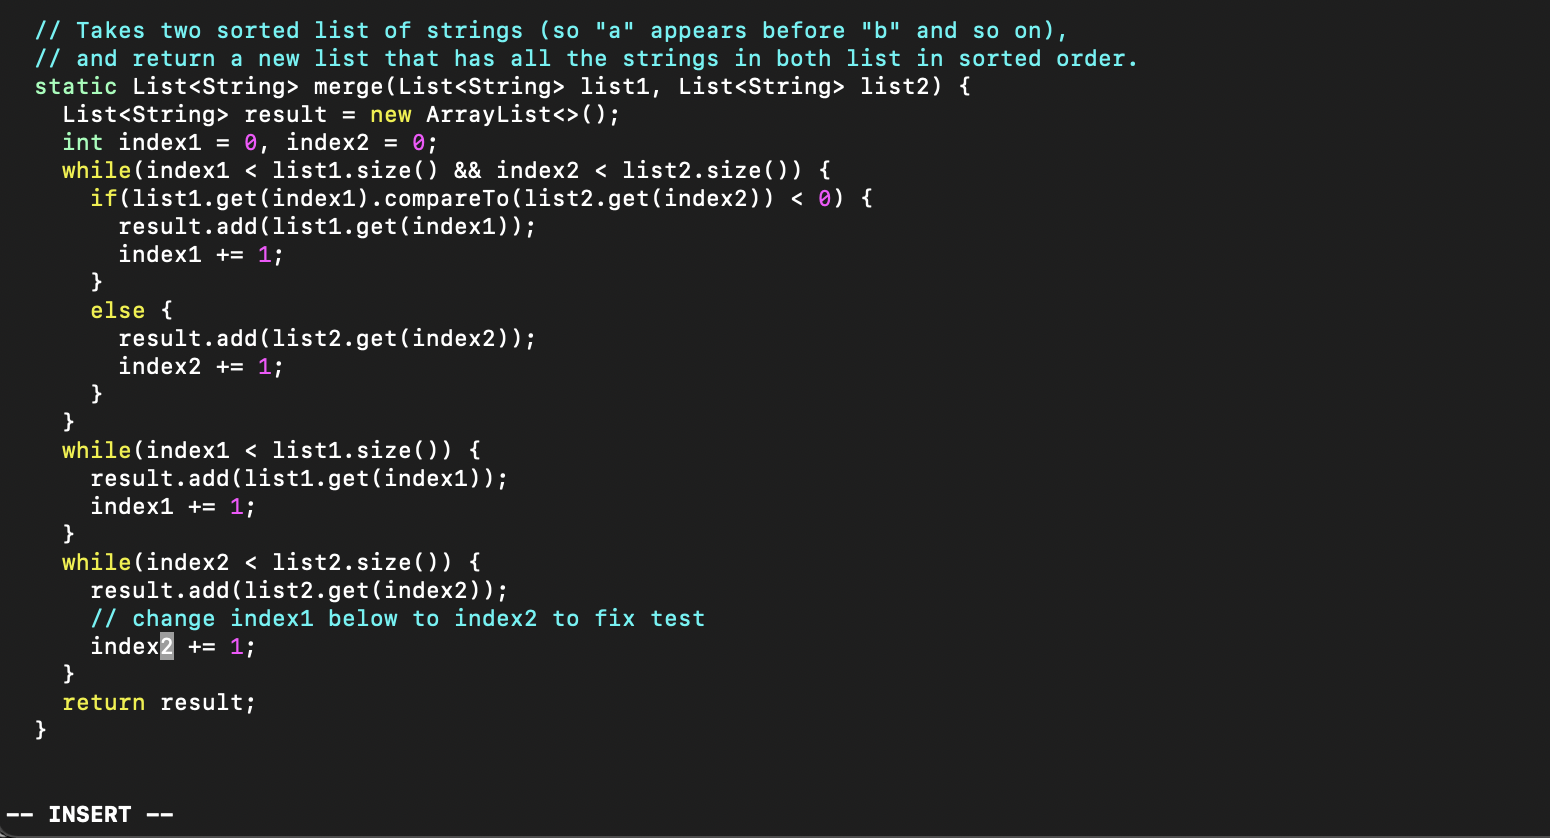 // Takes two sorted list of strings (so "a" appears before "b" and so on),
// and return a new list that has all the strings in both list in sorted order.
static List<String> merge(List<String> list1, List<String> list2) {
  List<String> result = new ArrayList<>();
  int index1 = 0, index2 = 0;
  while(index1 < list1.size() && index2 < list2.size()) {
    if(list1.get(index1).compareTo(list2.get(index2)) < 0) {
      result.add(list1.get(index1));
      index1 += 1;
    }
    else {
      result.add(list2.get(index2));
      index2 += 1;
    }
  }
  while(index1 < list1.size()) {
    result.add(list1.get(index1));
    index1 += 1;
  }
  while(index2 < list2.size()) {
    result.add(list2.get(index2));
    // change index1 below to index2 to fix test
    index2 += 1;
  }
  return result;
}
-- INSERT --